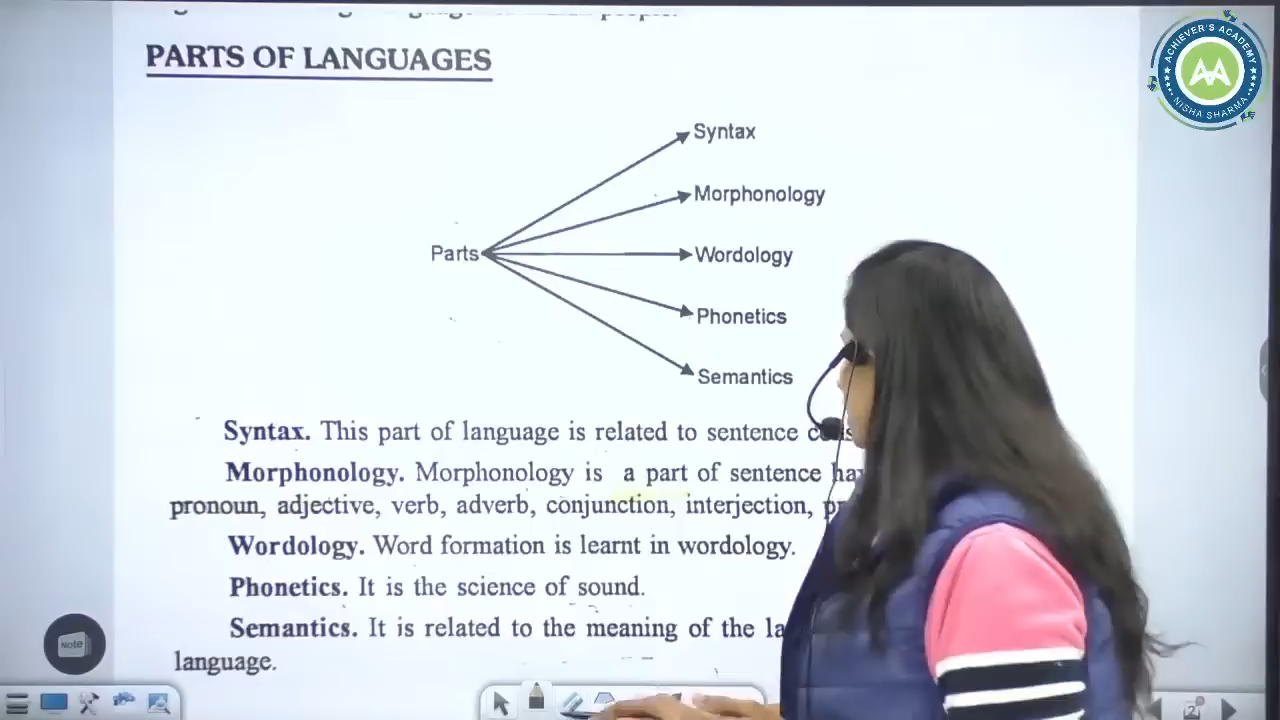 PARTS OF LANGUAGES
ACHIEVER'S ACADEMY
NISHA SHARMA
Syntax
Morphonology
Parts
Wordology
Phonetics
Semantics
Syntax. This part of language is related to sentence
Morphonology. Morphonology is a part of sentence
pronoun, adjective, verb, adverb, conjunction, interjection,
Wordology. Word formation is learnt in wordology.
Phonetics. It is the science of sound.
Semantics. It is related to the meaning of the
language.
Note
2